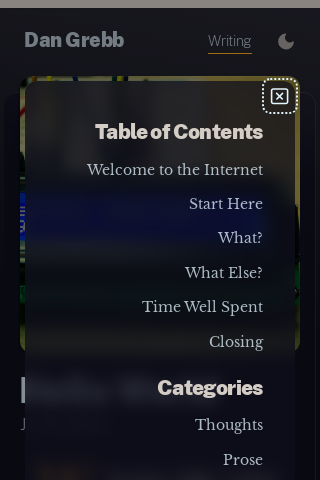 Dan Grebb
Writing
Table of Contents
Welcome to the Internet
Start Here
What?
What Else?
Time Well Spent
Closing
Categories
Thoughts
Prose